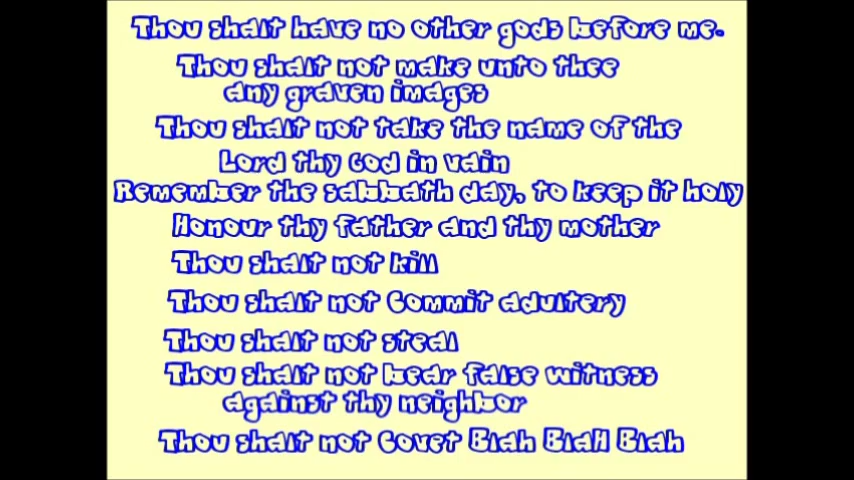 Thou shalt have no other gods before me.
Thou shalt not make unto thee
any graven images
Thou shalt not take the name of the
Lord thy God in vain
Remember the sabbath day, to keep it holy
Honour thy father and thy mother
Thou shalt not kill
Thou shalt not Commit adultery
Thou shalt not steal
Thou shalt not bear false witness
against thy neighbor
Thou shalt not Covet Blah BlaH Blah